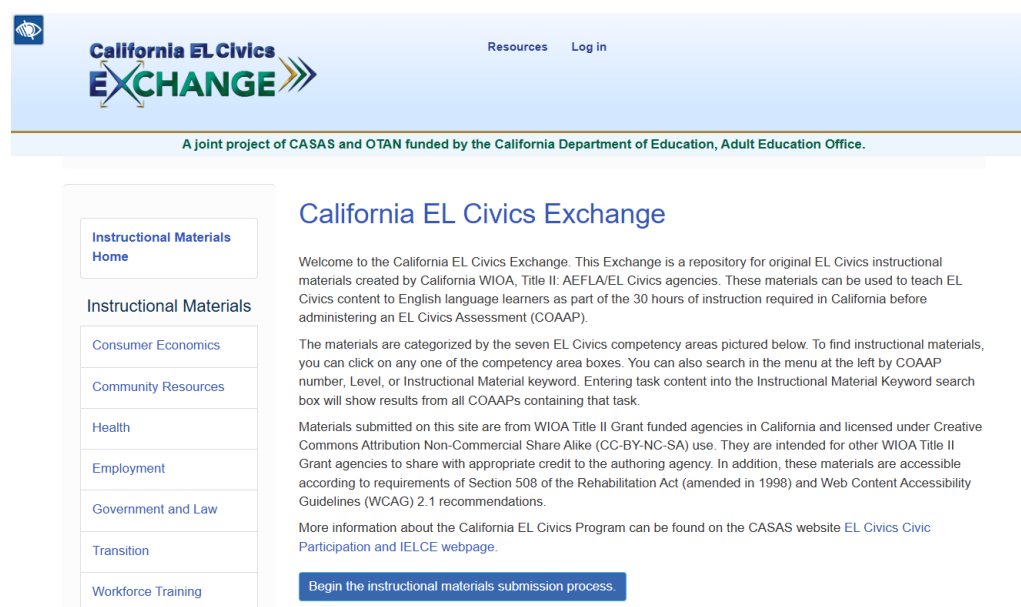 California EL Civics
EXCHANGE
Resources Log in
A joint project of CASAS and OTAN funded by the California Department of Education, Adult Education Office.
Instructional Materials
Home
Instructional Materials
Consumer Economics
Community Resources
Health
Employment
Government and Law
Transition
Workforce Training
California EL Civics Exchange
Welcome to the California EL Civics Exchange. This Exchange is a repository for original EL Civics instructional
materials created by California WIOA, Title II: AEFLA/EL Civics agencies. These materials can be used to teach EL
Civics content to English language learners as part of the 30 hours of instruction required in California before
administering an EL Civics Assessment (COAAP).
The materials are categorized by the seven EL Civics competency areas pictured below. To find instructional materials,
you can click on any one of the competency area boxes. You can also search in the menu at the left by COAAP
number, Level, or Instructional Material keyword. Entering task content into the Instructional Material Keyword search
box will show results from all COAAPs containing that task.
Materials submitted on this site are from WIOA Title II Grant funded agencies in California and licensed under Creative
Commons Attribution Non-Commercial Share Alike (CC-BY-NC-SA) use. They are intended for other WIOA Title II
Grant agencies to share with appropriate credit to the authoring agency. In addition, these materials are accessible
according to requirements of Section 508 of the Rehabilitation Act (amended in 1998) and Web Content Accessibility
Guidelines (WCAG) 2.1 recommendations.
More information about the California EL Civics Program can be found on the CASAS website EL Civics Civic
Participation and IELCE webpage.
Begin the instructional materials submission process.